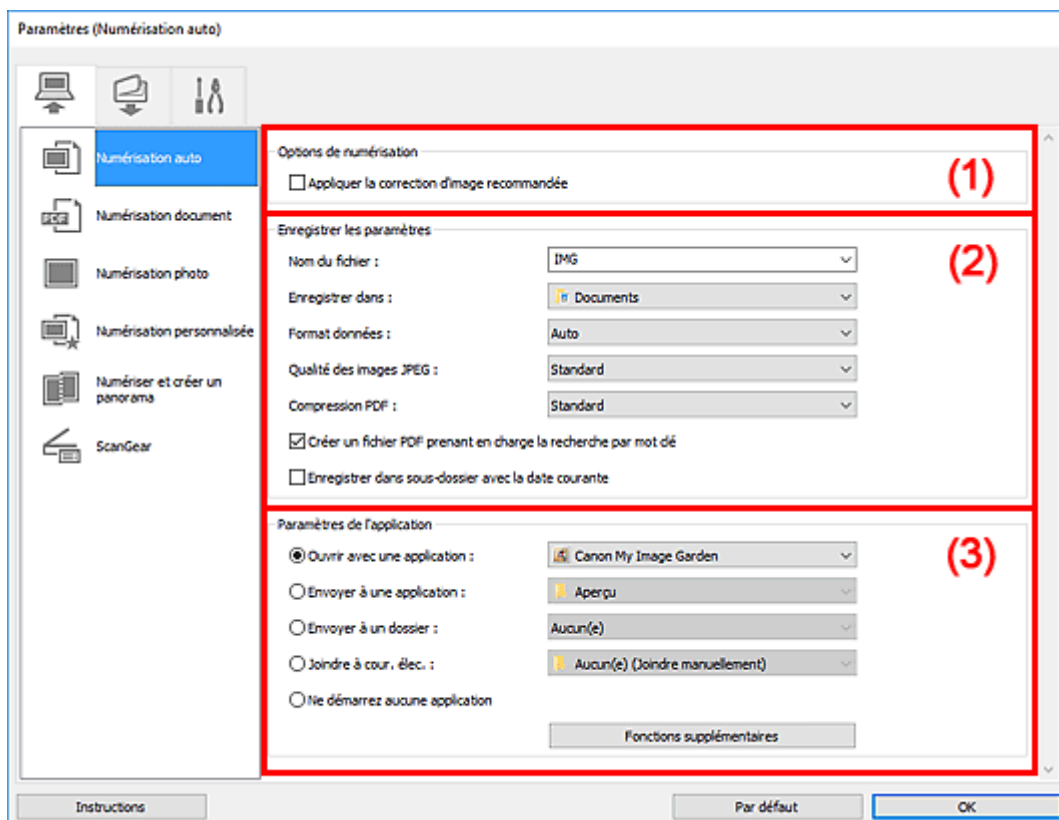 Paramètres (Numérisation auto)
Numérisation auto
Numérisation document
Numérisation photo
Numérisation personnalisée
Numériser et créer un
panorama
ScanGear
Options de numérisation
Appliquer la correction d'image recommandée
(1)
Enregistrer les paramètres
(2)
Nom du fichier : IMG
Enregistrer dans : Documents
Format données : Auto
Qualité des images JPEG : Standard
Compression PDF : Standard
Créer un fichier PDF prenant en charge la recherche par mot clé
Enregistrer dans sous-dossier avec la date courante
Paramètres de l'application
(3)
Ouvrir avec une application : Canon My Image Garden
Envoyer à une application : Aperçu
Envoyer à un dossier : Aucun(e)
Joindre à cour. élec. : Aucun(e) (Joindre manuellement)
Ne démarrez aucune application
Fonctions supplémentaires
Instructions
Par défaut
OK